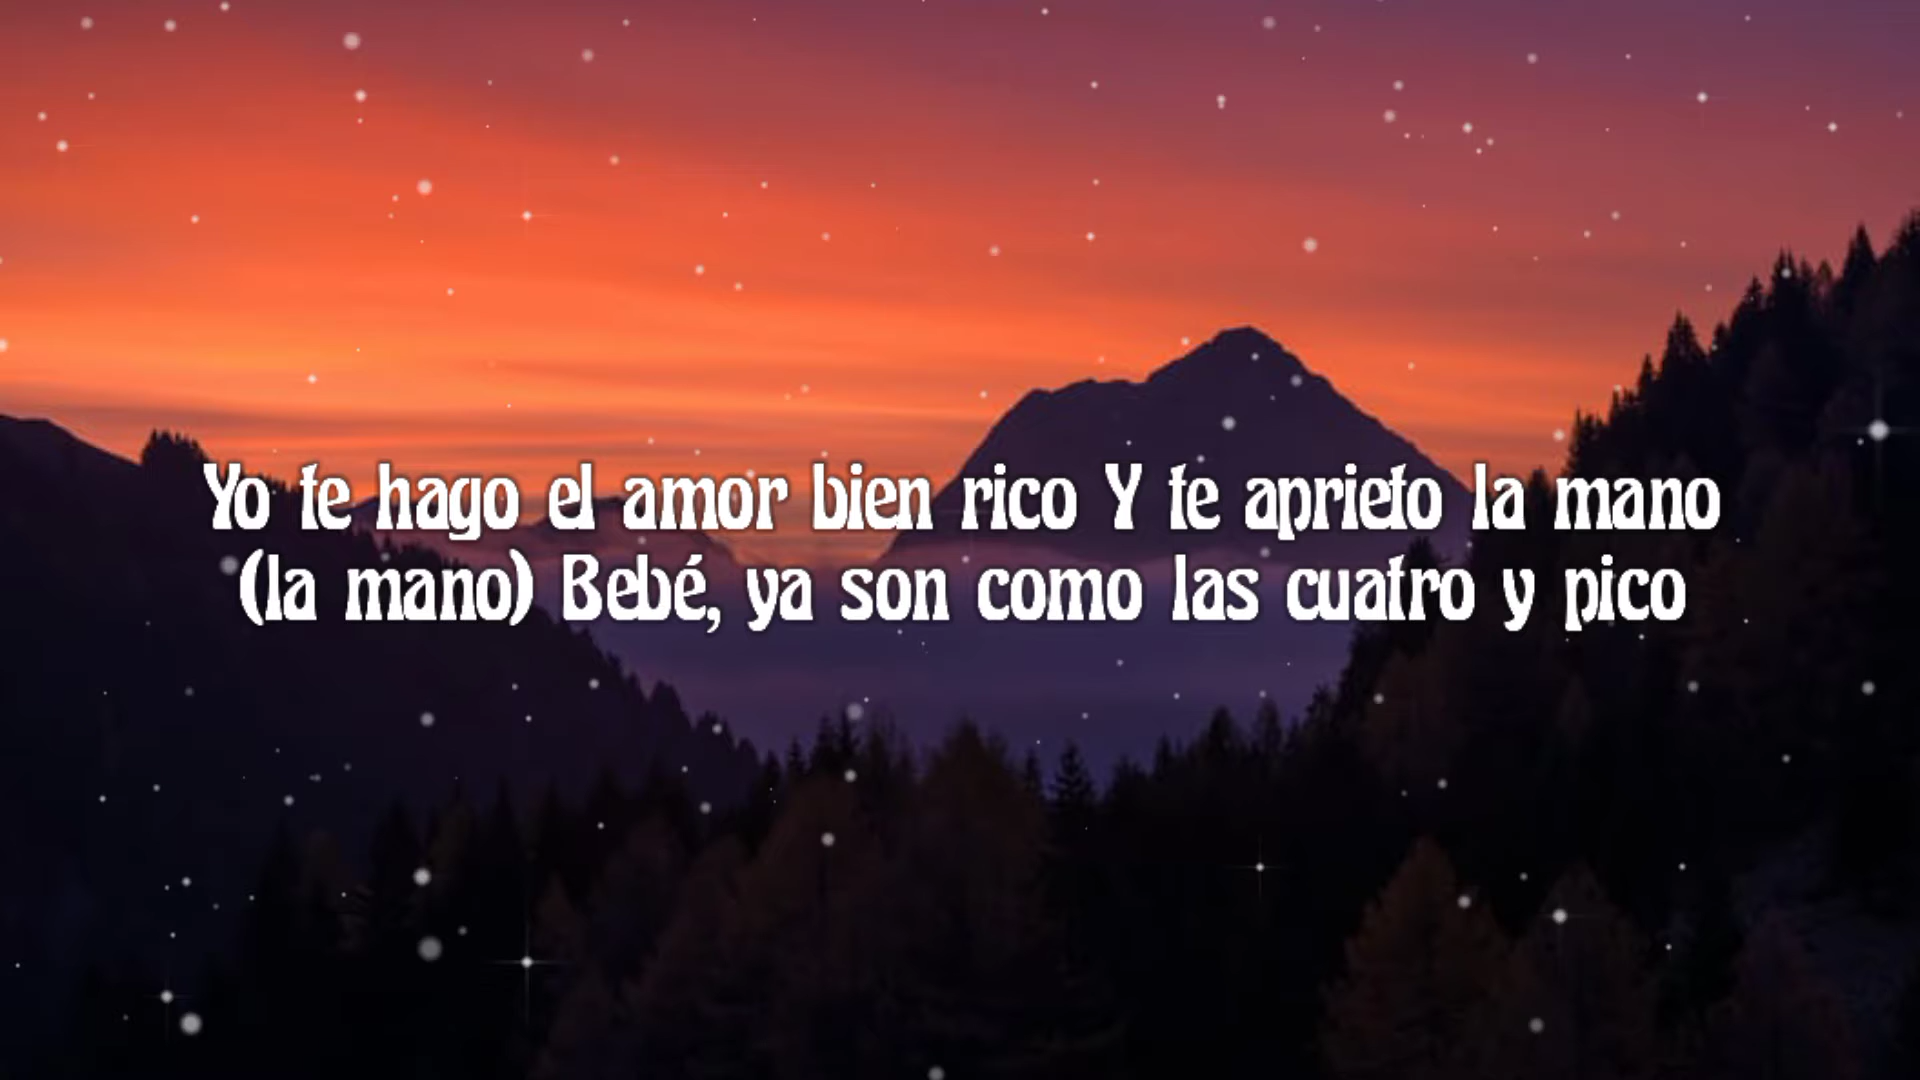 Yo te hago el amor bien rico Y te aprieto la mano
(la mano) Bebé, ya son como las cuatro y pico